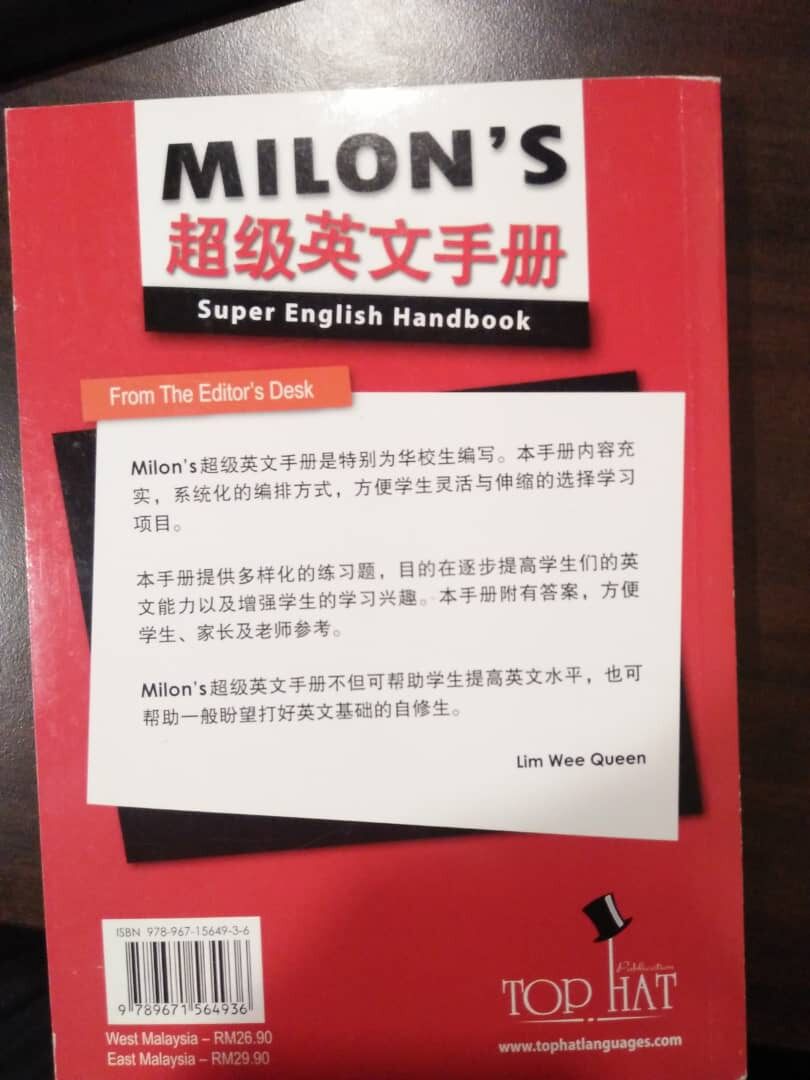 MILON'S
超级英文手册
Super English Handbook
From The Editor's Desk
Milon's超级英文手册是特别为华校生编写。本手册内容充
实，系统化的编排方式，方便学生灵活与伸缩的选择学习
项目。
本手册提供多样化的练习题，目的在逐步提高学生们的英
文能力以及增强学生的学习兴趣。本手册附有答案，方便
学生、家长及老师参考。
Milon's超级英文手册不但可帮助学生提高英文水平，也可
帮助一般盼望打好英文基础的自修生。
Lim Wee Queen
ISBN 978-967-15649-3-6
9 789671 564936
West Malaysia – RM26.90
East Malaysia – RM29.90
Publication
TOP HAT
www.tophatlanguages.com